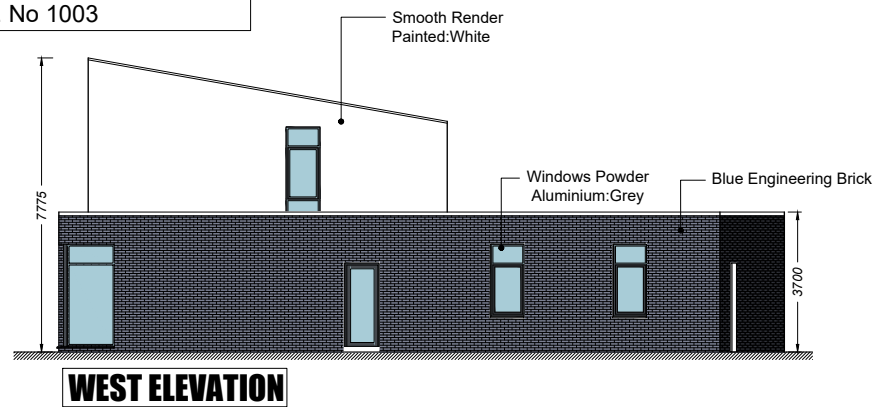 No 1003
Smooth Render
Painted:White
Windows Powder
Aluminium:Grey
Blue Engineering Brick
7775
3700
WEST ELEVATION